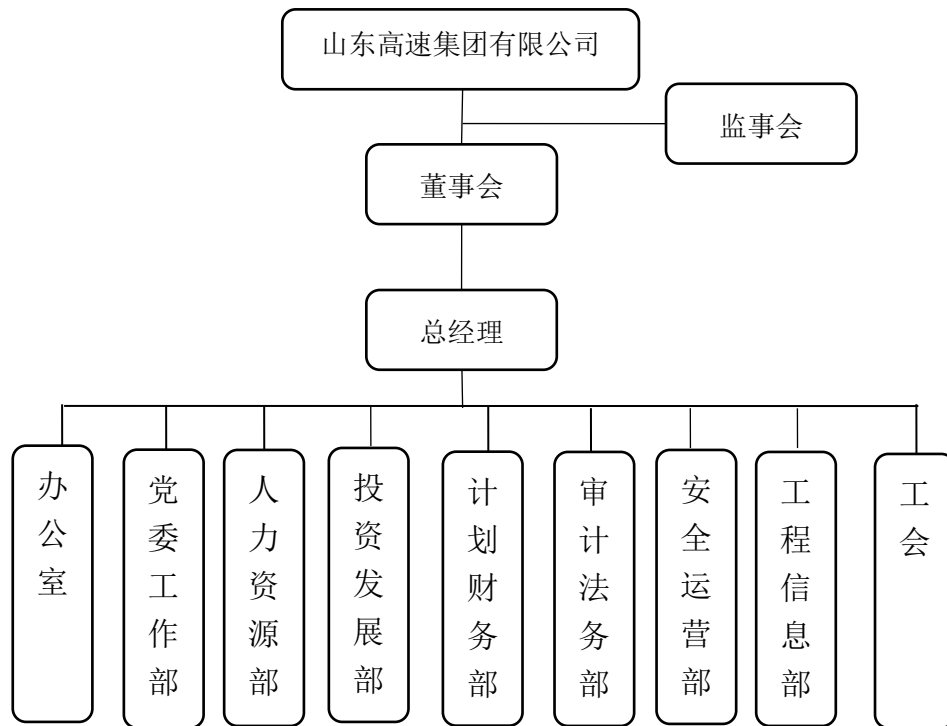 山东高速集团有限公司
监事会
董事会
总经理
办公室
党委工作部
人力资源部
投资发展部
计划财务部
审计法务部
安全运营部
工程信息部
工会